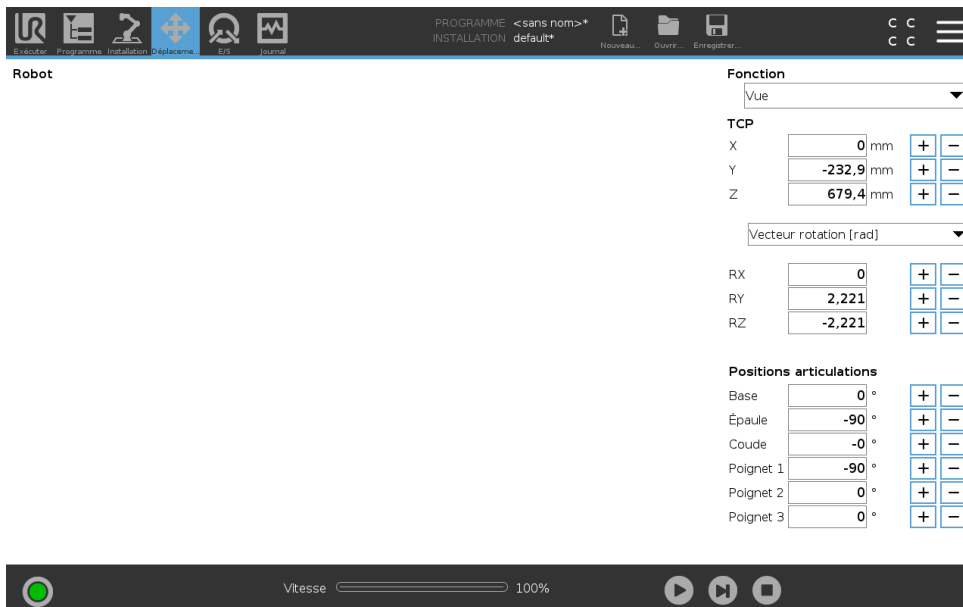 UR
Exécuter
Programme
Installation
Déplaceme...
E/S
Journal
PROGRAMME <sans nom>*
INSTALLATION default*
Nouveau...
Ouvrir...
Enregistrer...
C C
C C
Robot
Fonction
Vue
TCP
X 0 mm + −
Y -232,9 mm + −
Z 679,4 mm + −
Vecteur rotation [rad]
RX 0 + −
RY 2,221 + −
RZ -2,221 + −
Positions articulations
Base 0 ° + −
Épaule -90 ° + −
Coude -0 ° + −
Poignet 1 -90 ° + −
Poignet 2 0 ° + −
Poignet 3 0 ° + −
Vitesse 100%